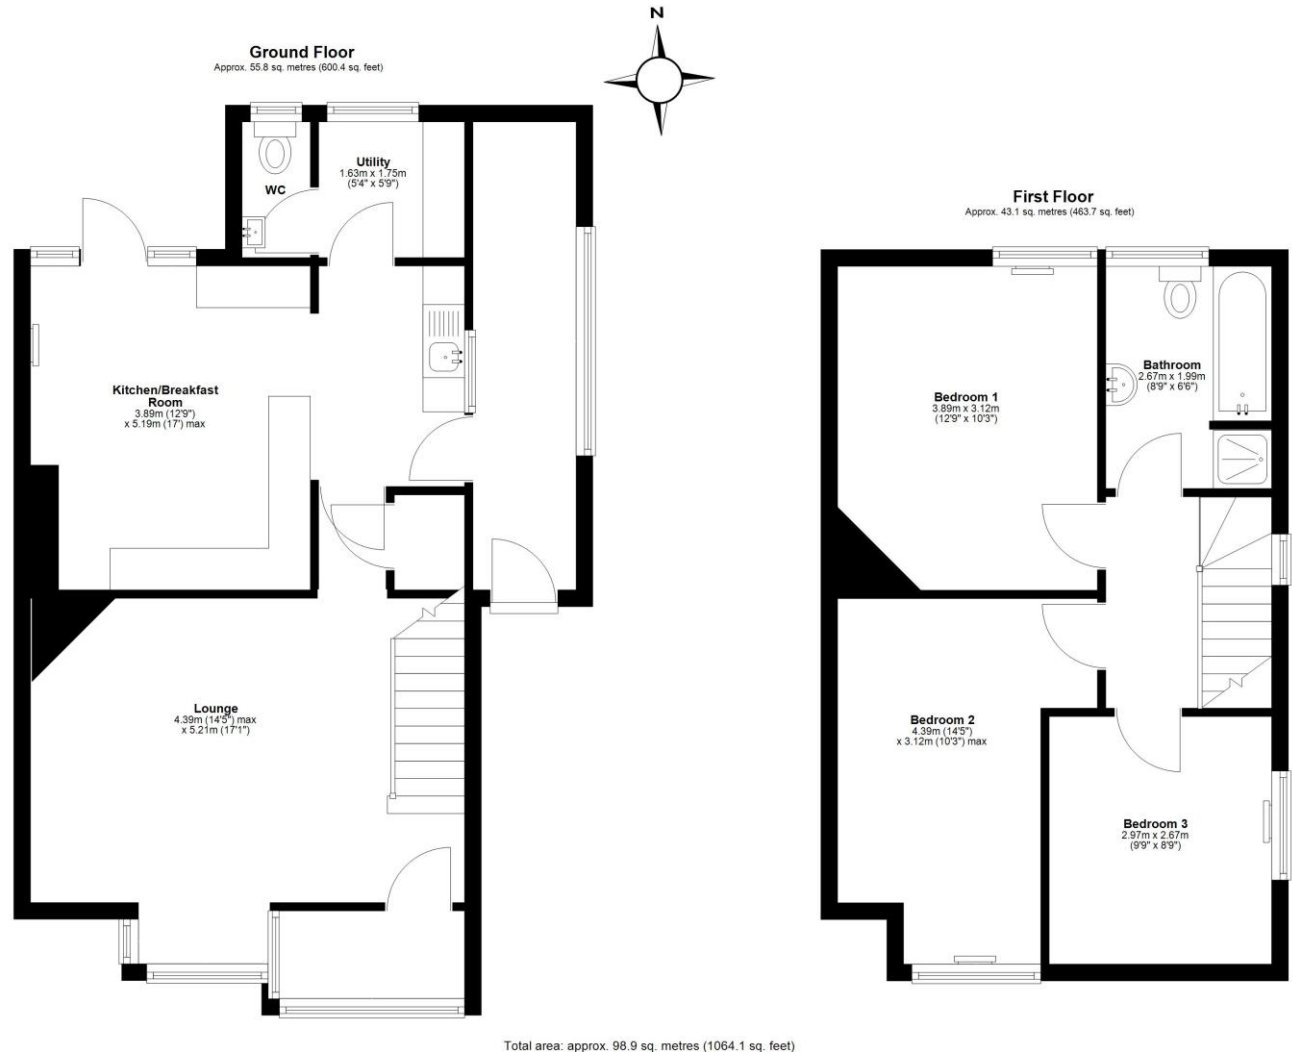 N
Ground Floor
Approx. 55.8 sq. metres (600.4 sq. feet)
Utility
1.63m x 1.75m
(5'4" x 5'9")
WC
Kitchen/Breakfast
Room
3.89m (12'9")
x 5.19m (17') max
Lounge
4.39m (14'5") max
x 5.21m (17'1")
First Floor
Approx. 43.1 sq. metres (463.7 sq. feet)
Bathroom
2.67m x 1.99m
(8'9" x 6'6")
Bedroom 1
3.89m x 3.12m
(12'9" x 10'3")
Bedroom 2
4.39m (14'5")
x 3.12m (10'3") max
Bedroom 3
2.97m x 2.67m
(9'9" x 8'9")
Total area: approx. 98.9 sq. metres (1064.1 sq. feet)